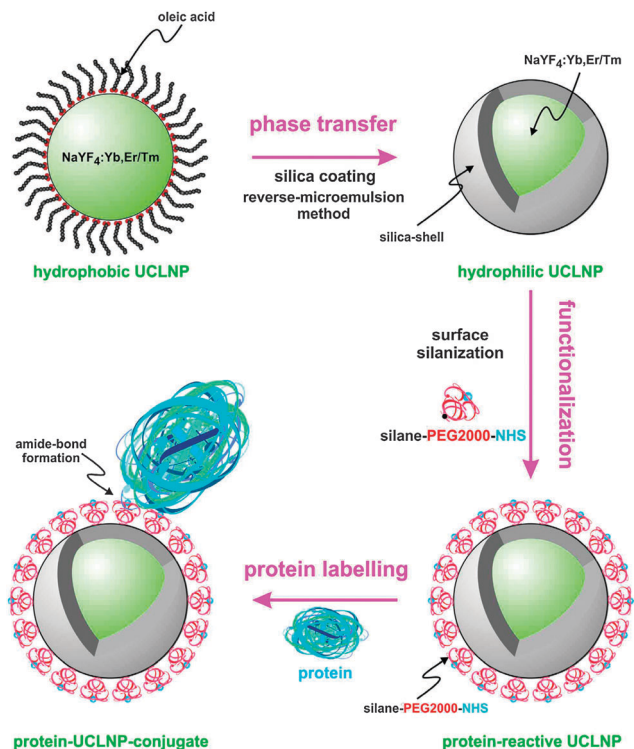 oleic acid
NaYF4:Yb,Er/Tm
hydrophobic UCLNP
phase transfer
silica coating
reverse-microemulsion
method
NaYF4:Yb,Er/Tm
silica-shell
hydrophilic UCLNP
surface
silanization
silane-PEG2000-NHS
functionalization
amide-bond
formation
protein labelling
protein
silane-PEG2000-NHS
protein-UCLNP-conjugate
protein-reactive UCLNP